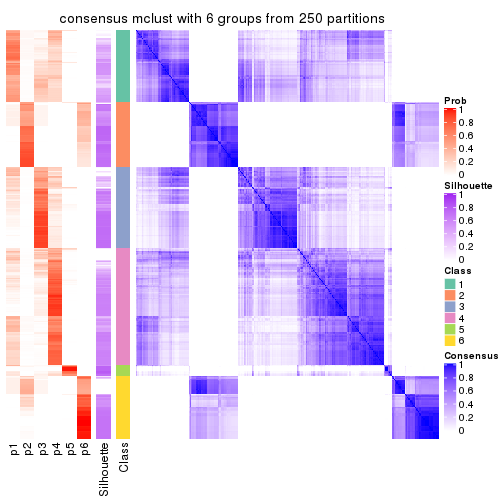 consensus mclust with 6 groups from 250 partitions
Prob
1
0.8
0.6
0.4
0.2
0
Silhouette
1
0.8
0.6
0.4
0.2
0
Class
1
2
3
4
5
6
Consensus
1
0.8
0.6
0.4
0.2
0
p1
p2
p3
p4
p5
p6
Silhouette
Class